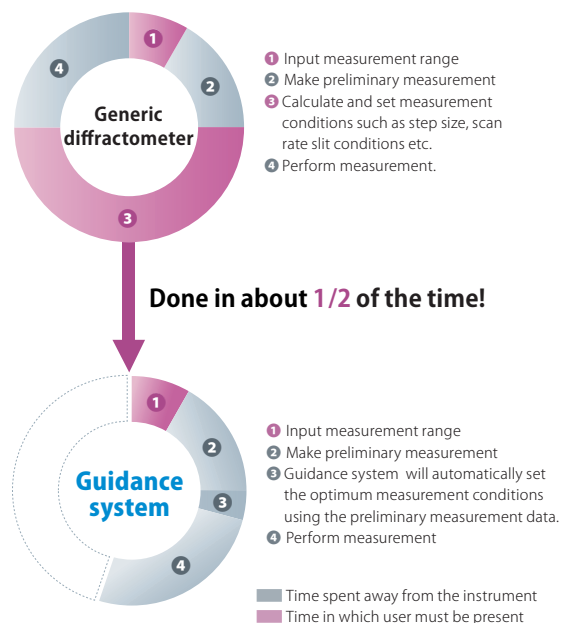 1
2
3
4
Generic
diffractometer
1 Input measurement range
2 Make preliminary measurement
3 Calculate and set measurement
conditions such as step size, scan
rate slit conditions etc.
4 Perform measurement.
Done in about 1/2 of the time!
1
2
3
4
Guidance
system
1 Input measurement range
2 Make preliminary measurement
3 Guidance system will automatically set
the optimum measurement conditions
using the preliminary measurement data.
4 Perform measurement
Time spent away from the instrument
Time in which user must be present